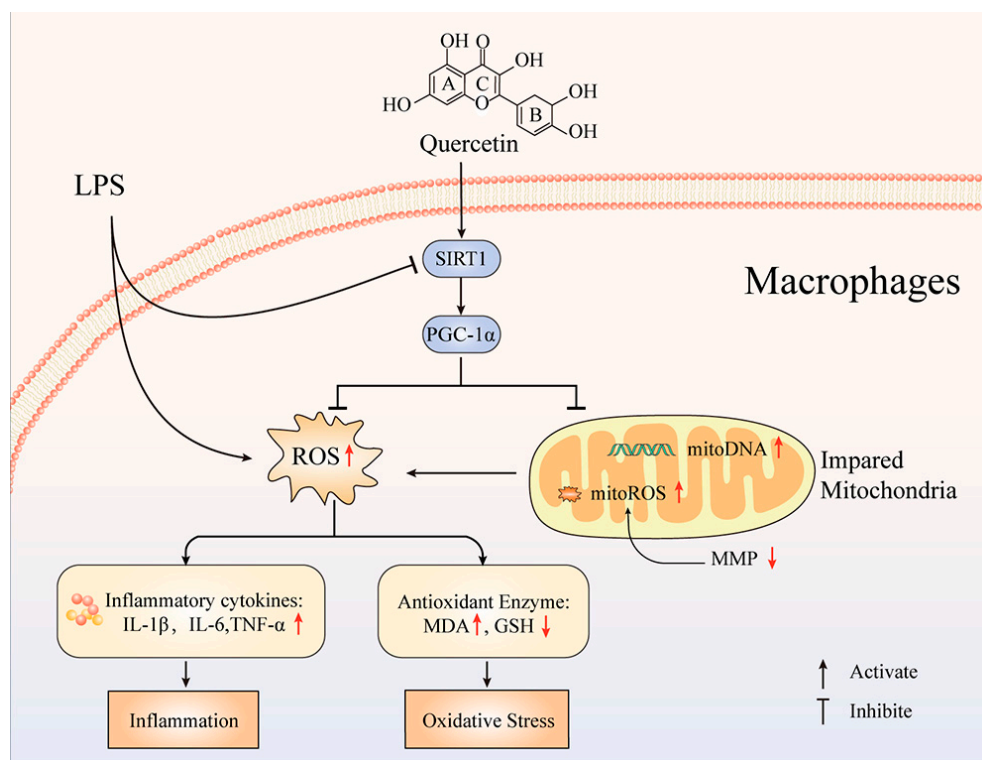 OH
O
OH
A
C
HO
O
B
OH
OH
Quercetin
LPS
SIRT1
Macrophages
PGC-1α
ROS
mitoDNA
mitoROS
Impared
Mitochondria
MMP
Inflammatory cytokines:
IL-1β, IL-6,TNF-α
Antioxidant Enzyme:
MDA , GSH
Activate
Inhibite
Inflammation
Oxidative Stress